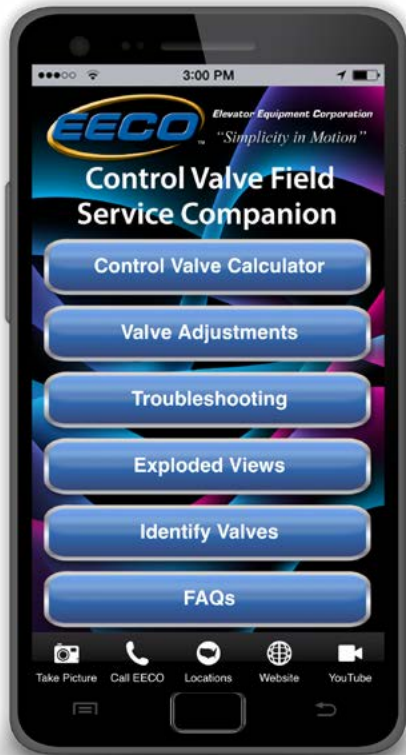 3:00 PM
EECO™
Elevator Equipment Corporation
“Simplicity in Motion”
Control Valve Field
Service Companion
Control Valve Calculator
Valve Adjustments
Troubleshooting
Exploded Views
Identify Valves
FAQs
Take Picture Call EECO Locations Website YouTube